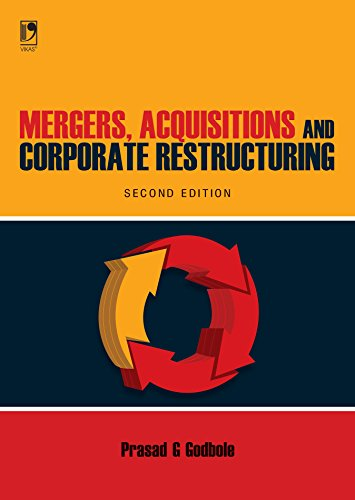 VIKAS®
MERGERS, ACQUISITIONS AND
CORPORATE RESTRUCTURING
SECOND EDITION
Prasad G Godbole